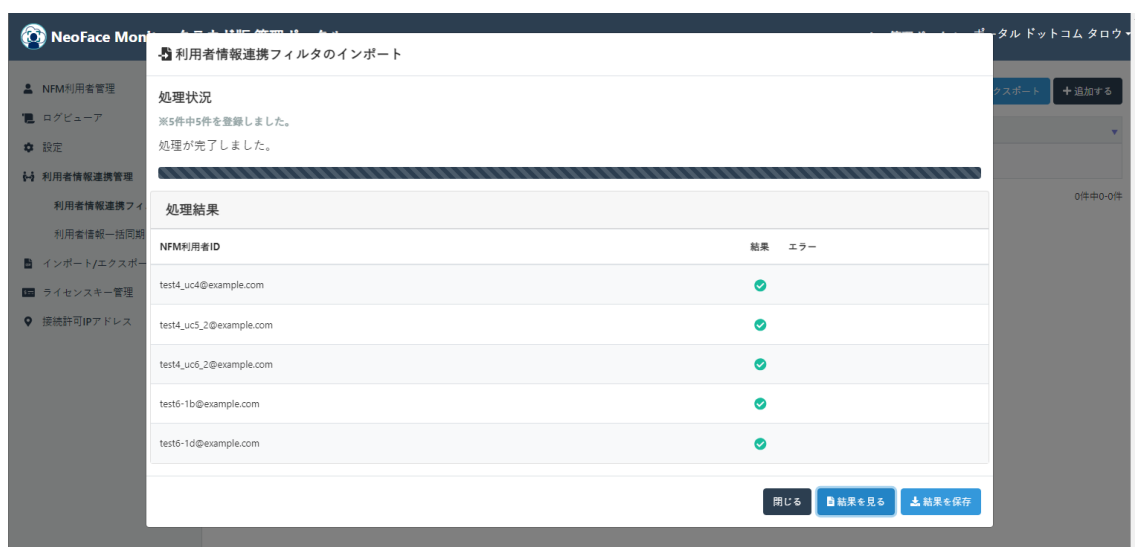 NeoFace Mon
タル ドットコム タロウ
利用者情報連携フィルタのインポート
NFM利用者管理
ログビューア
設定
利用者情報連携管理
利用者情報連携フィ
利用者情報一括同期
インポート/エクスポー
ライセンスキー管理
接続許可IPアドレス
クスポート
+追加する
0件中0-0件
処理状況
※5件中5件を登録しました。
処理が完了しました。
処理結果
NFM利用者ID 結果 エラー
test4_uc4@example.com
test4_uc5_2@example.com
test4_uc6_2@example.com
test6-1b@example.com
test6-1d@example.com
閉じる 結果を見る 結果を保存